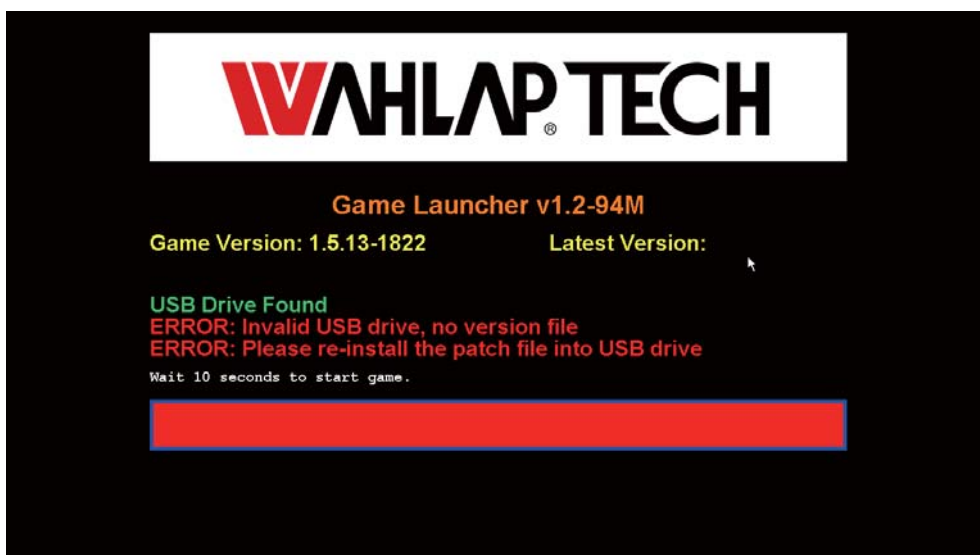 WAHLAP® TECH
Game Launcher v1.2-94M
Game Version: 1.5.13-1822 Latest Version:
USB Drive Found
ERROR: Invalid USB drive, no version file
ERROR: Please re-install the patch file into USB drive
Wait 10 seconds to start game.